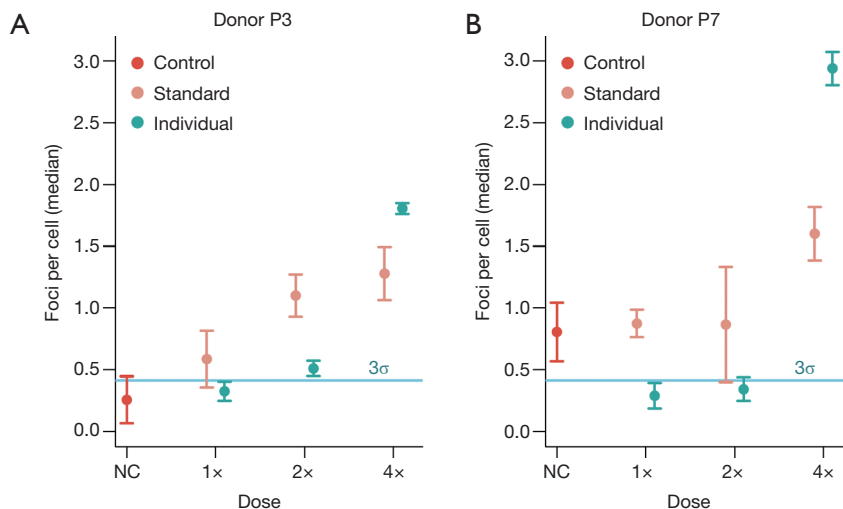 A
Donor P3
Foci per cell (median)
3.0
2.5
2.0
1.5
1.0
0.5
0.0
Control
Standard
Individual
3σ
NC
1×
2×
4×
Dose
B
Donor P7
Foci per cell (median)
3.0
2.5
2.0
1.5
1.0
0.5
0.0
Control
Standard
Individual
3σ
NC
1×
2×
4×
Dose